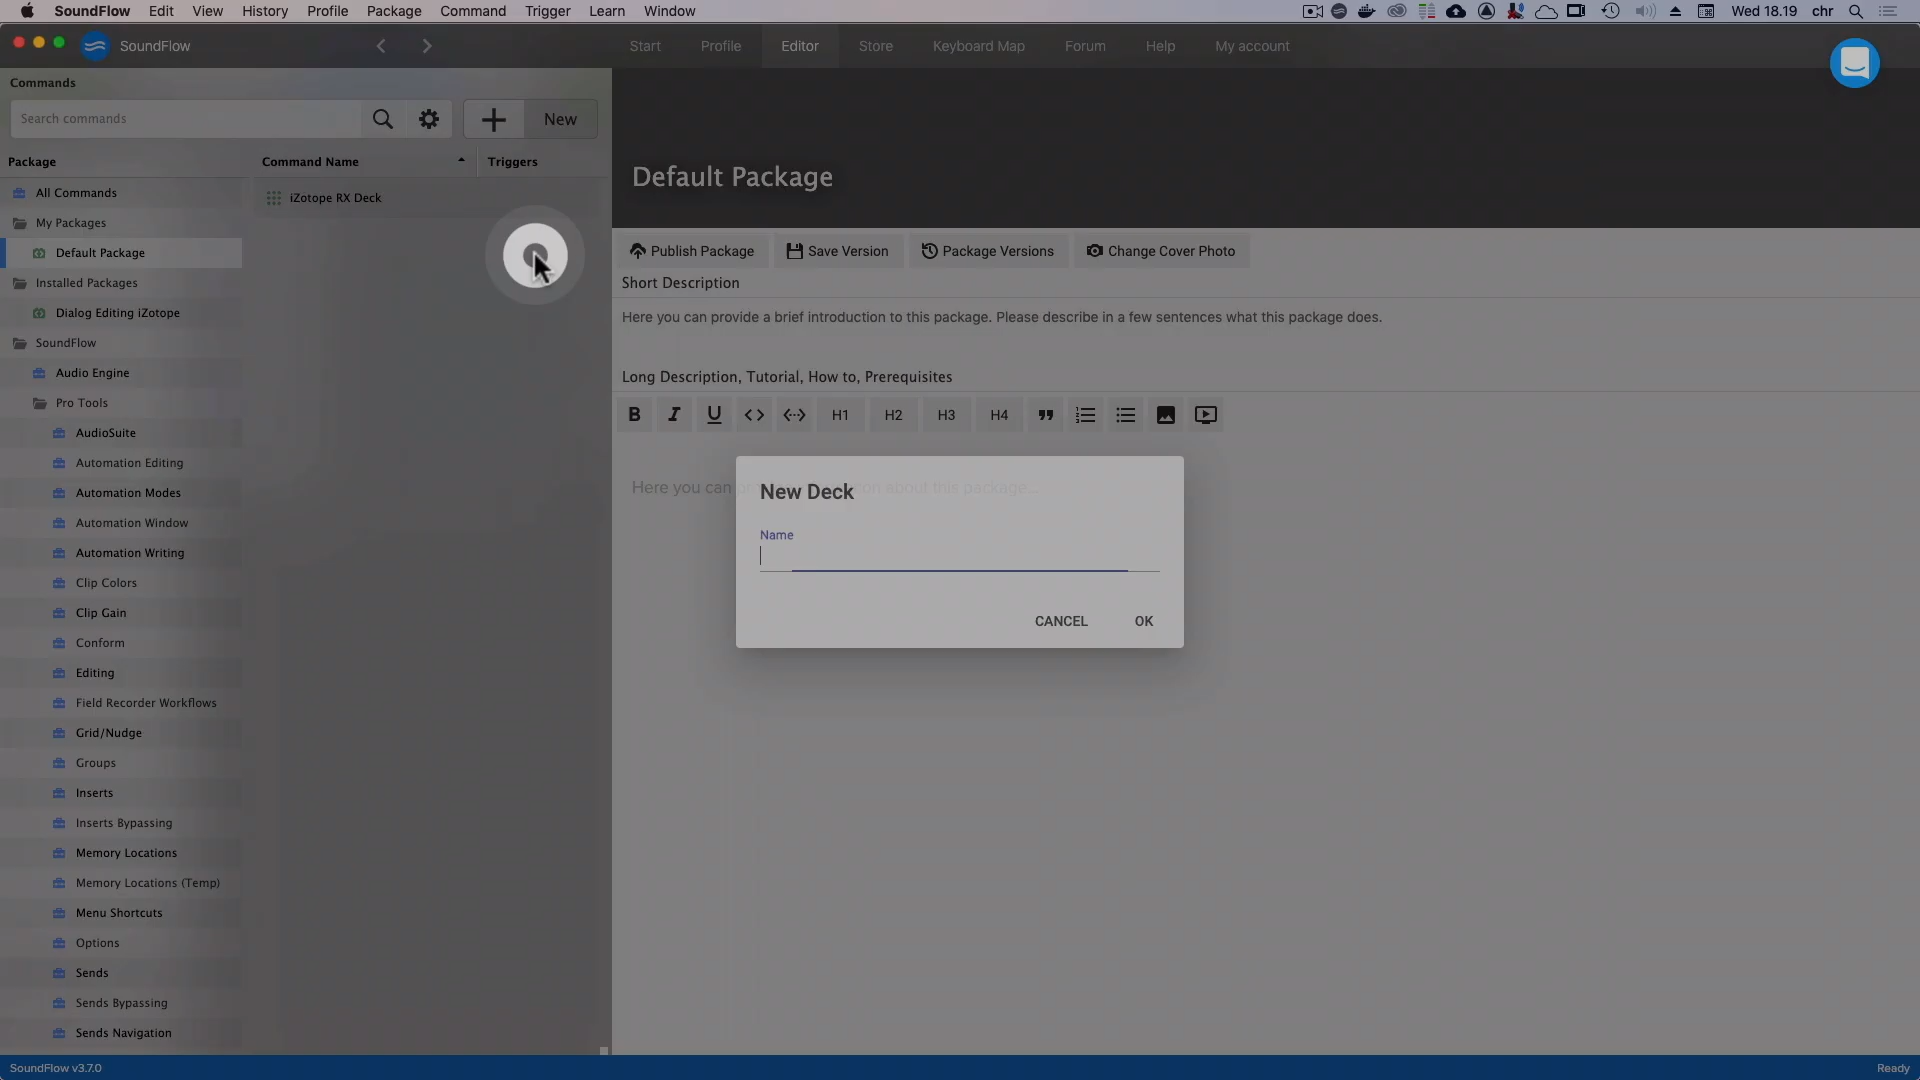 SoundFlow Edit View History Profile Package Command Trigger Learn Window Wed 18.19 chr
SoundFlow Start Profile Editor Store Keyboard Map Forum Help My account
Commands
Search commands New
Package Command Name Triggers
All Commands
iZotope RX Deck
My Packages
Default Package
Installed Packages
Dialog Editing iZotope
SoundFlow
Audio Engine
Pro Tools
AudioSuite
Automation Editing
Automation Modes
Automation Window
Automation Writing
Clip Colors
Clip Gain
Conform
Editing
Field Recorder Workflows
Grid/Nudge
Groups
Inserts
Inserts Bypassing
Memory Locations
Memory Locations (Temp)
Menu Shortcuts
Options
Sends
Sends Bypassing
Sends Navigation
Default Package
Publish Package Save Version Package Versions Change Cover Photo
Short Description
Here you can provide a brief introduction to this package. Please describe in a few sentences what this package does.
Long Description, Tutorial, How to, Prerequisites
B I U H1 H2 H3 H4
Here you can about this package...
New Deck
Name
CANCEL OK
SoundFlow v3.7.0 Ready